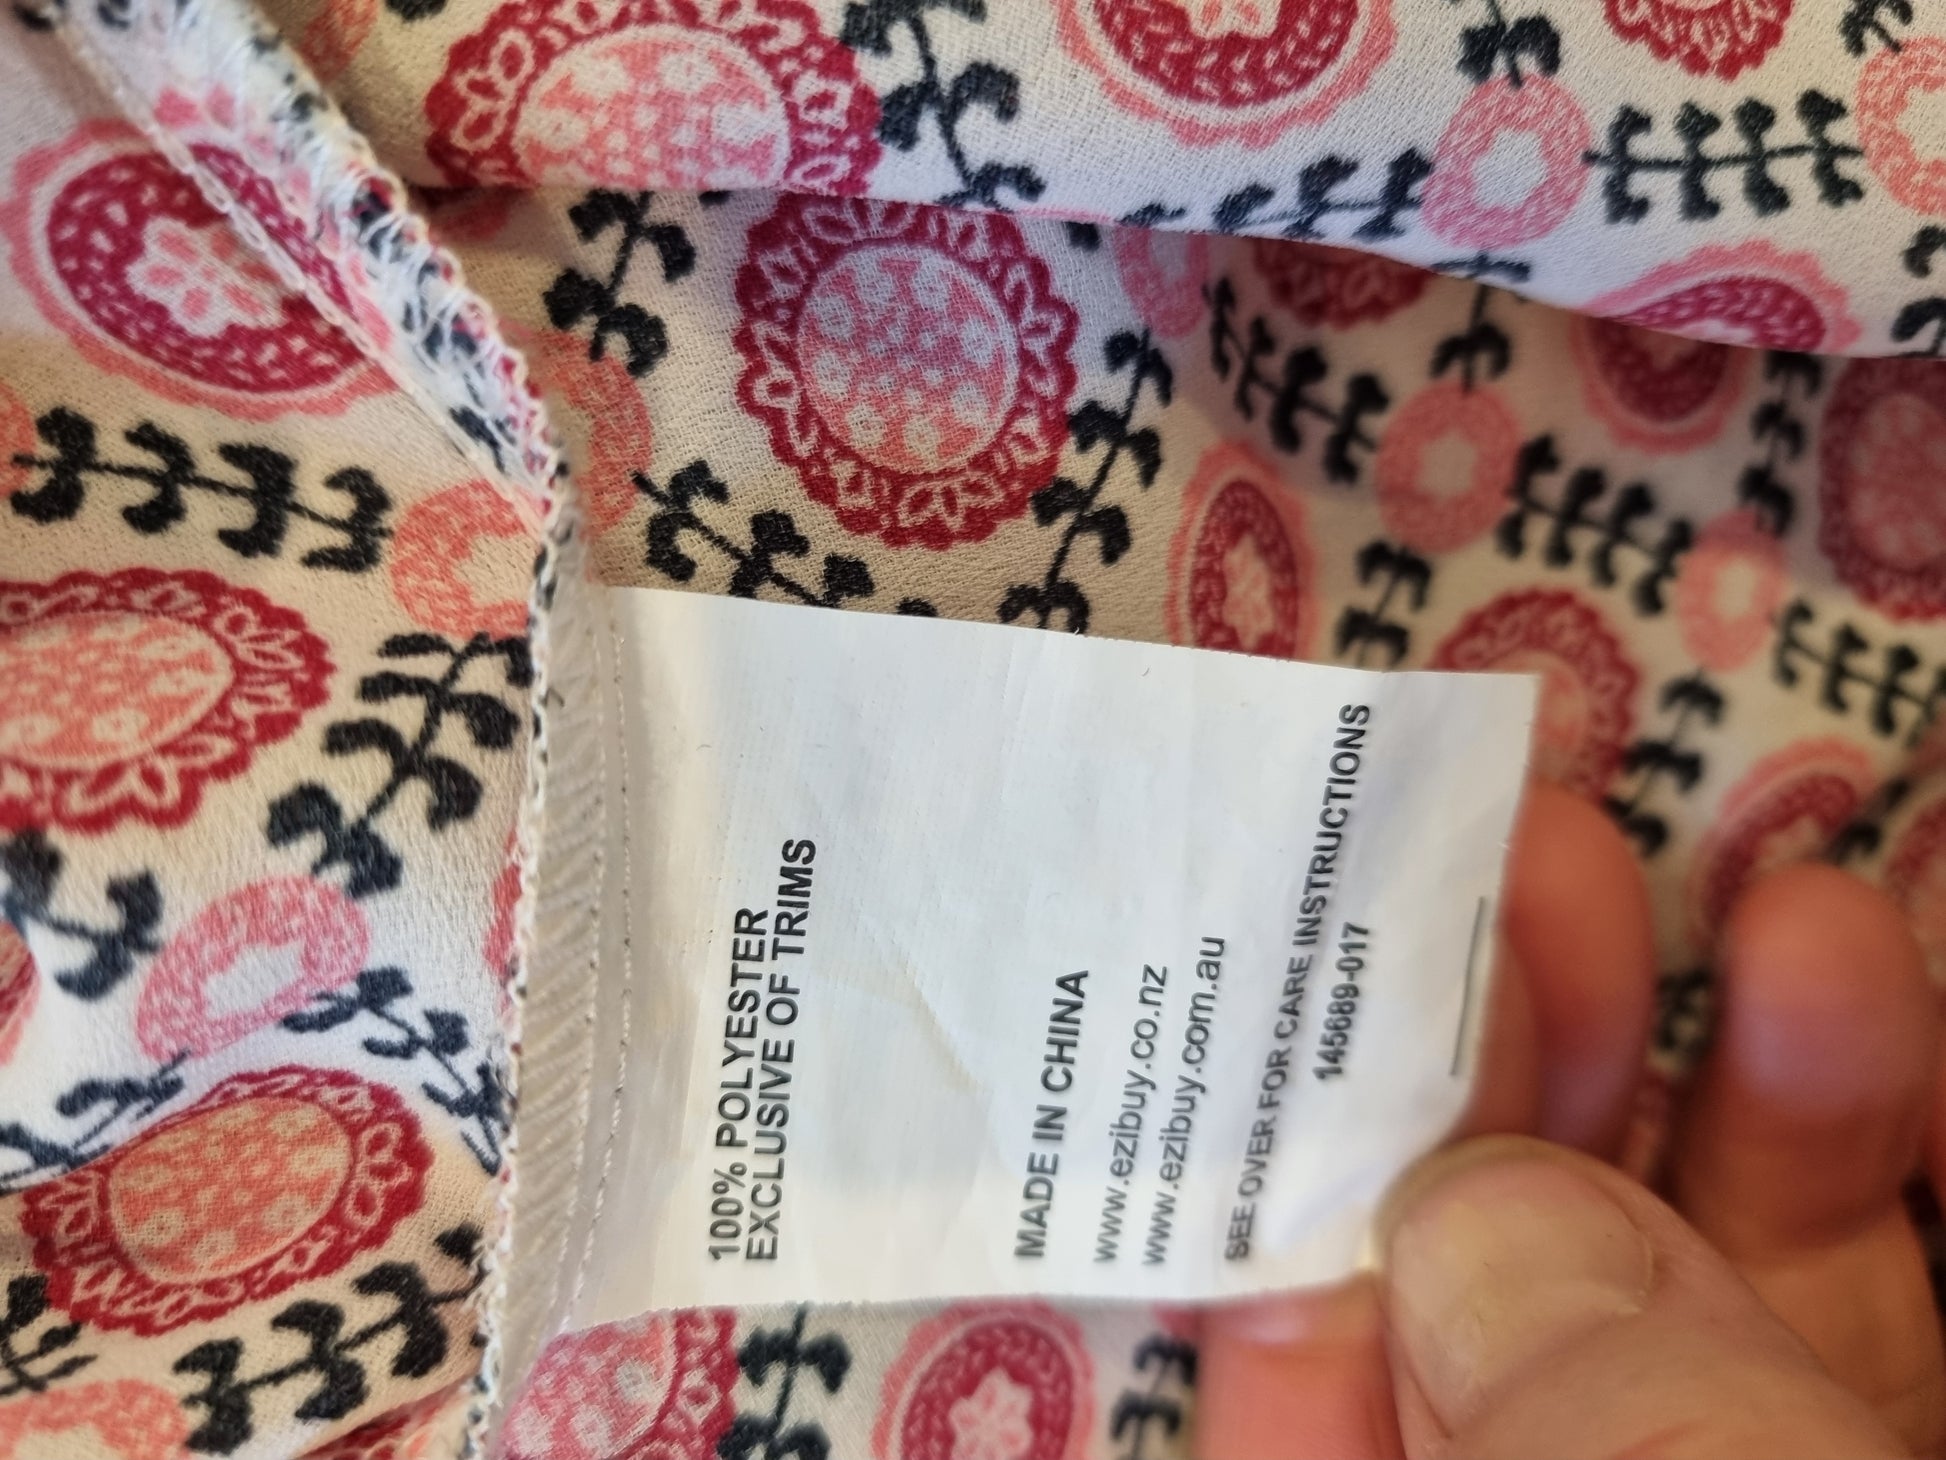 100% POLYESTER
EXCLUSIVE OF TRIMS
MADE IN CHINA
www.ezibuy.co.nz
www.ezibuy.com.au
SEE OVER FOR CARE INSTRUCTIONS
145689-017